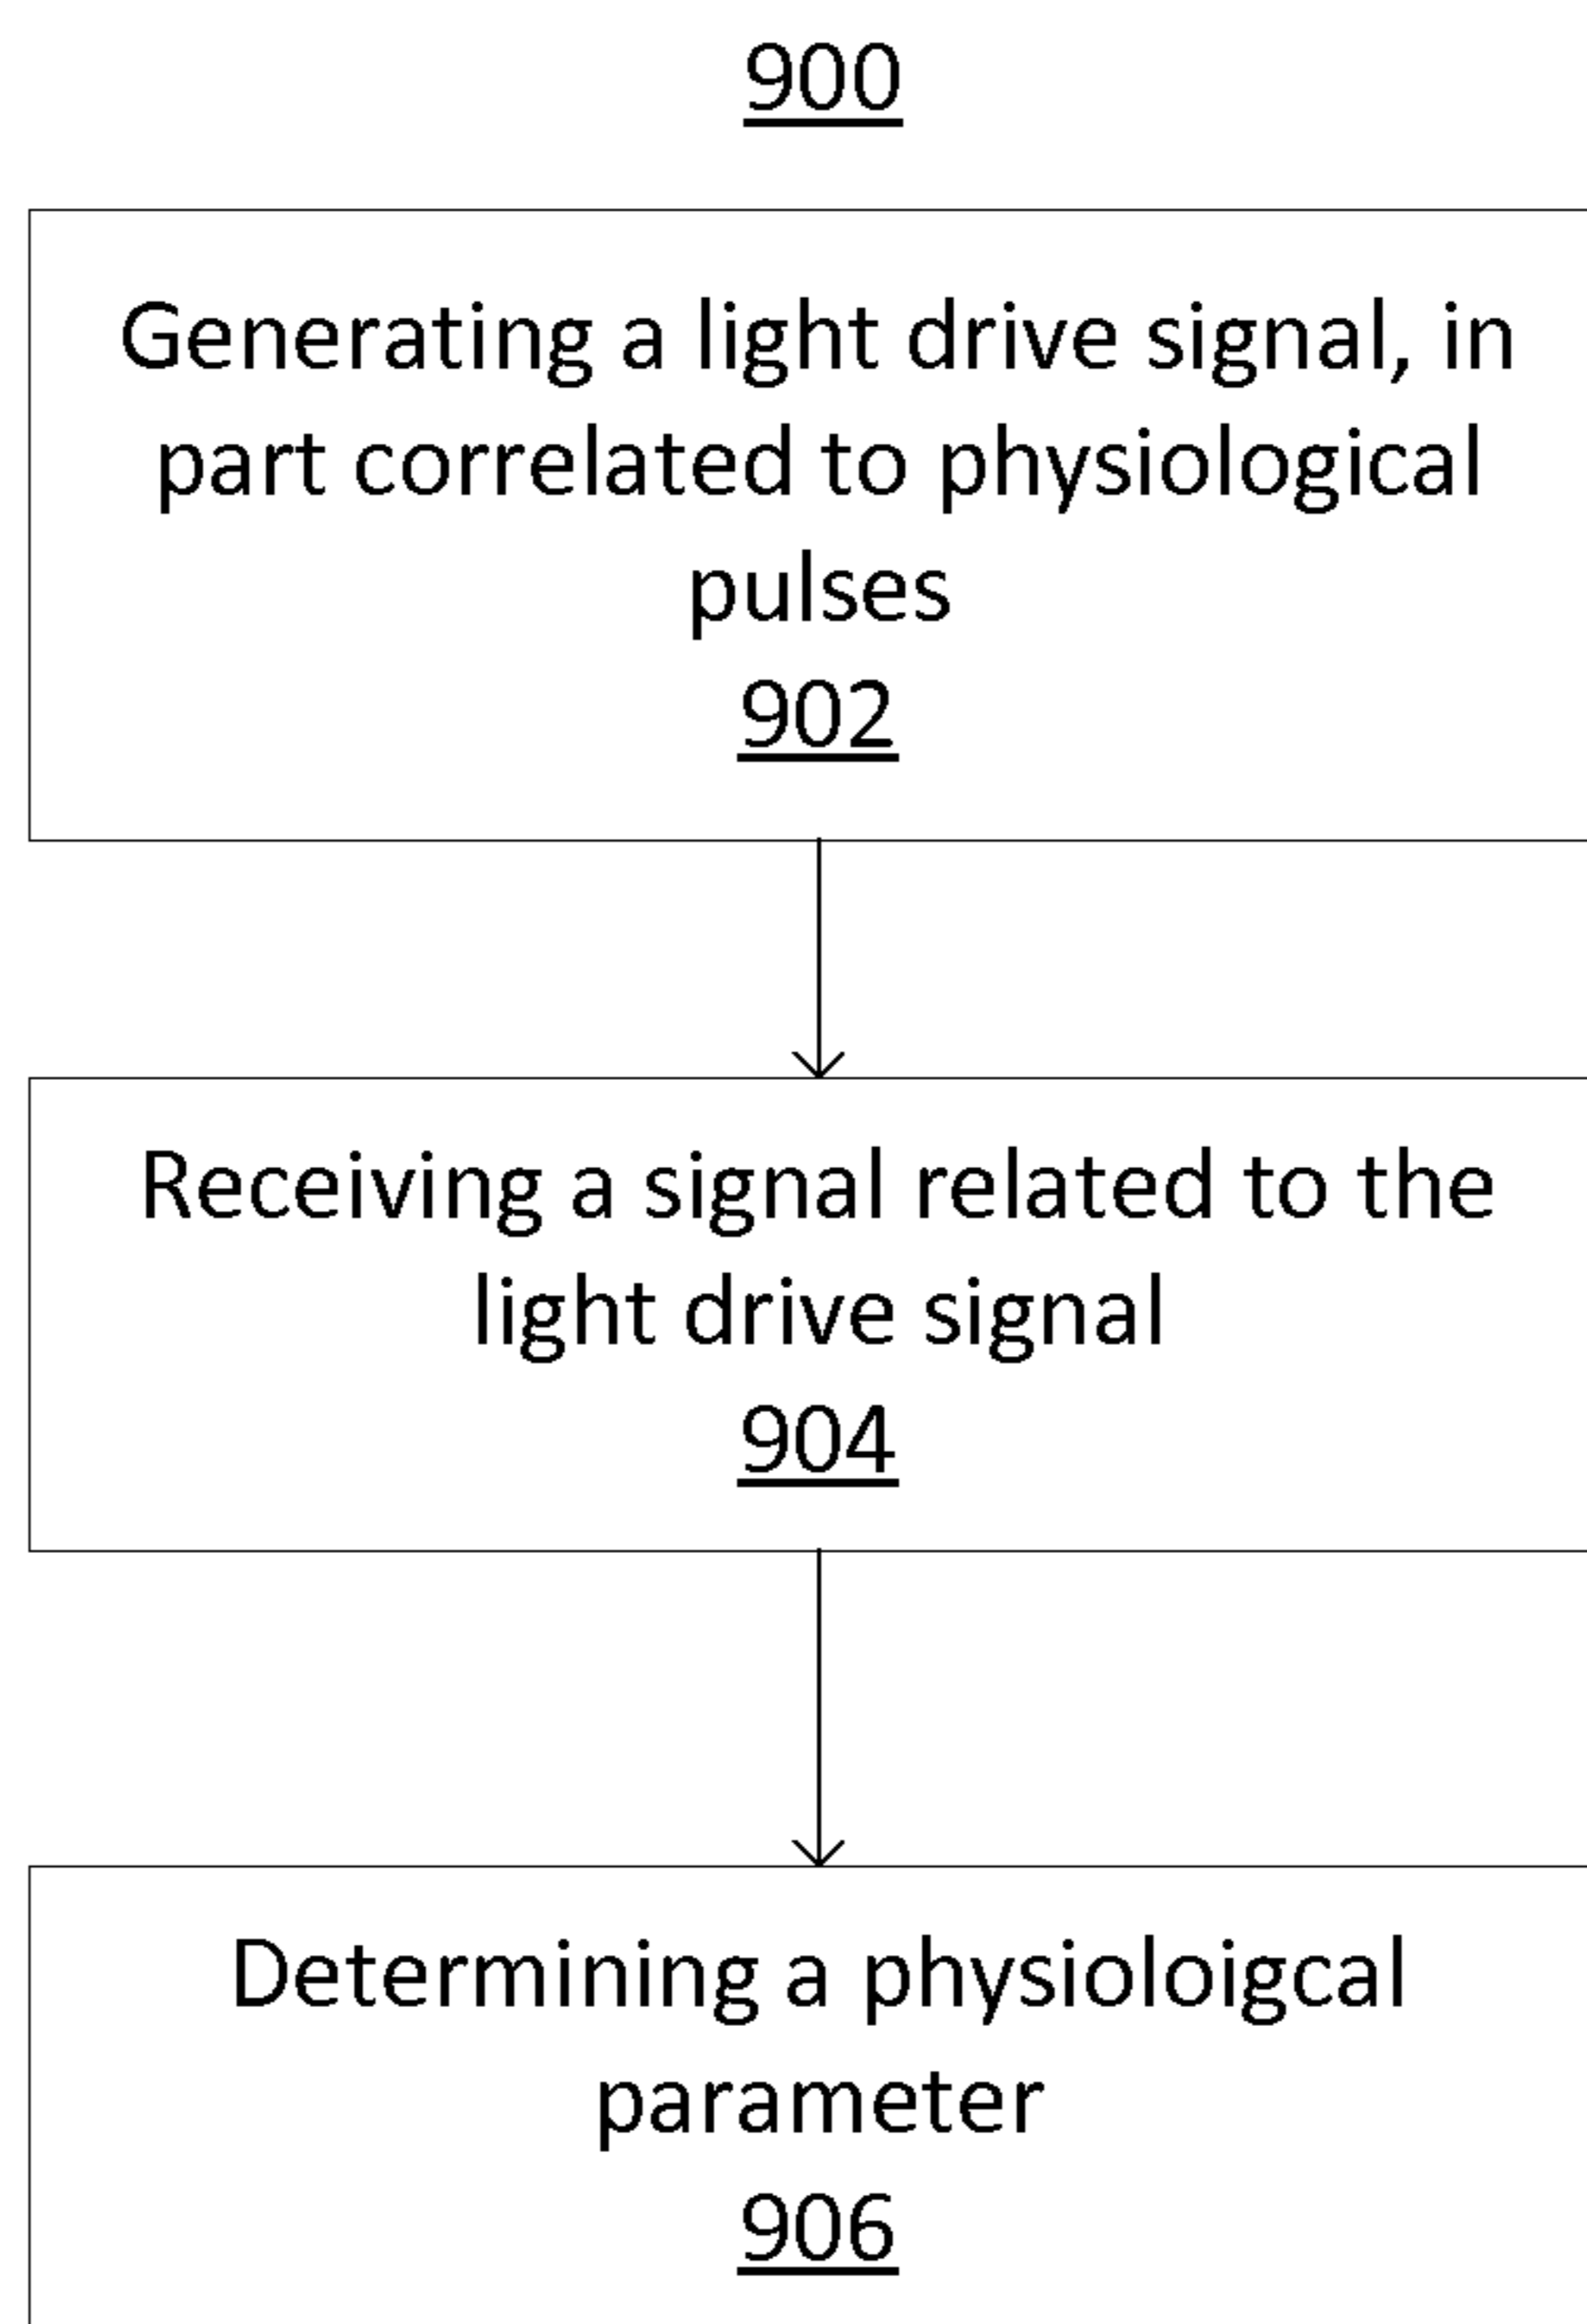 900
Generating a light drive signal, in
part correlated to physiological
pulses
902
Receiving a signal related to the
light drive signal
904
Determining a physioloigcal
parameter
906